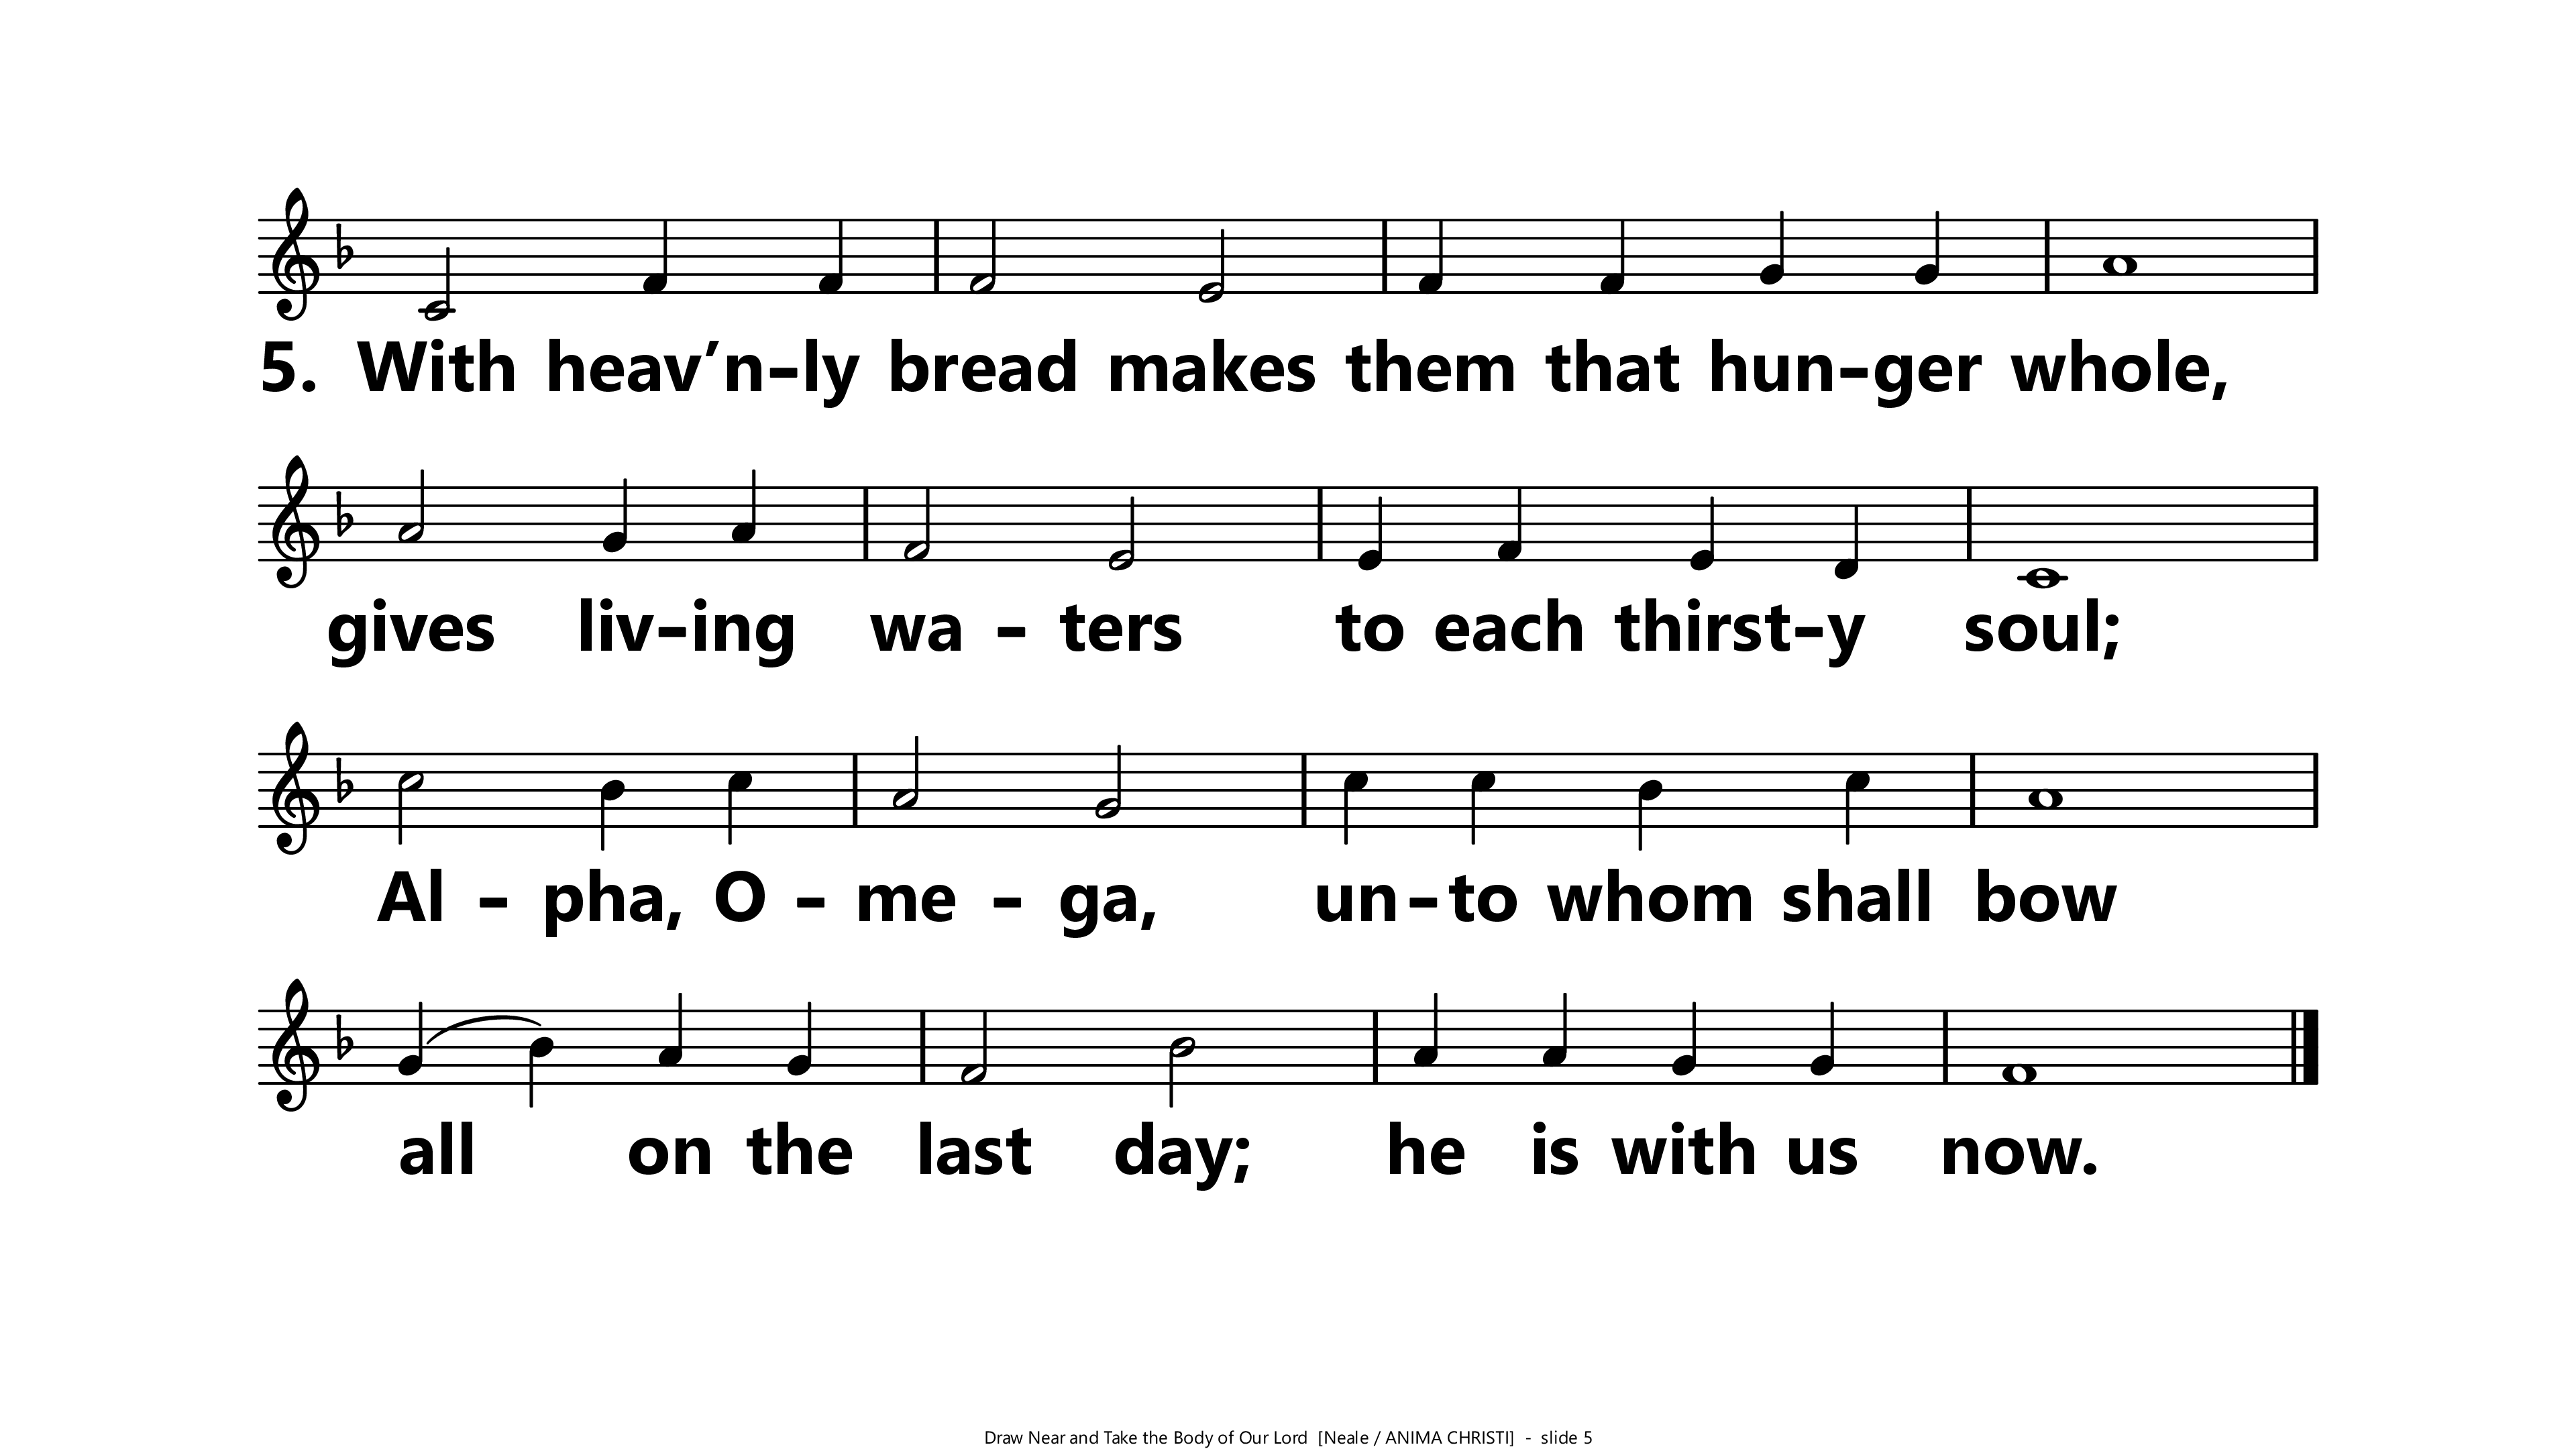 5. With heav’n-ly bread makes them that hun-ger whole,
gives liv-ing wa - ters to each thirst-y soul;
Al - pha, O - me - ga, un-to whom shall bow
all on the last day; he is with us now.
Draw Near and Take the Body of Our Lord [Neale / ANIMA CHRISTI] - slide 5